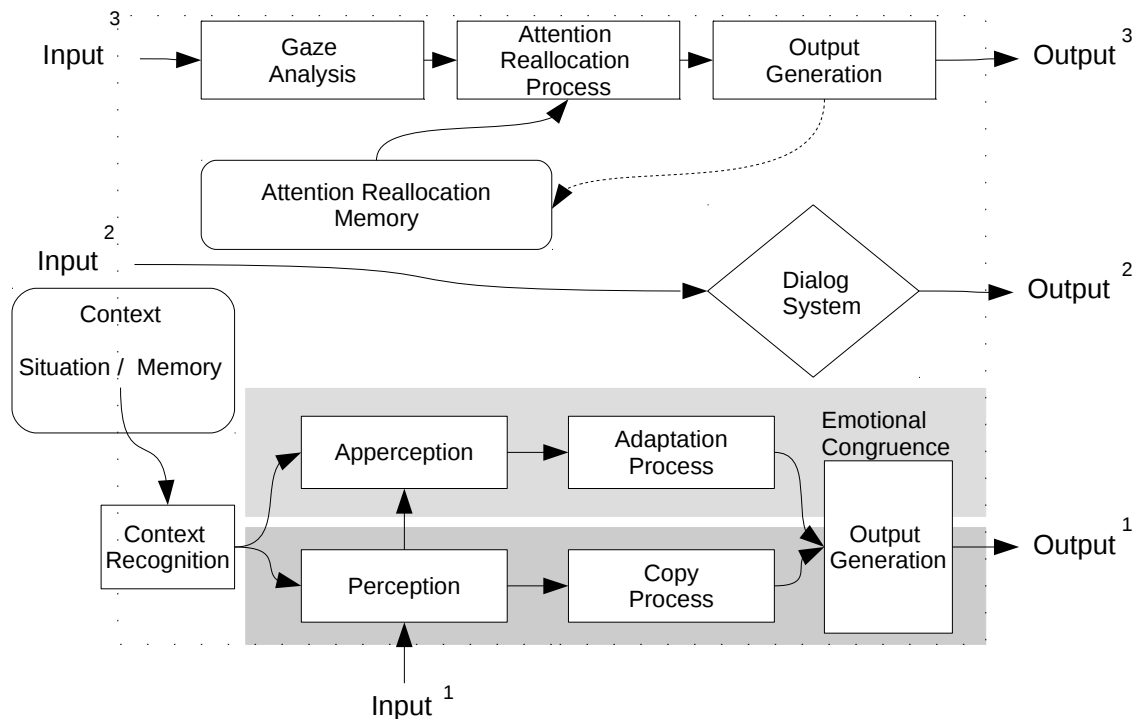 Input 3
Gaze
Analysis
Attention
Reallocation
Process
Output
Generation
Output 3
Attention Reallocation
Memory
Input 2
Dialog
System
Output 2
Context
Situation / Memory
Context
Recognition
Apperception
Adaptation
Process
Emotional
Congruence
Perception
Copy
Process
Output
Generation
Output 1
Input 1